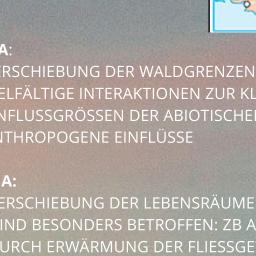 A:
ERSCHIEBUNG DER WALDGRENZEN
ELFÄLTIGE INTERAKTIONEN ZUR KL
NFLUSSGRÖSSEN DER ABIOTISCHE
NTHROPOGENE EINFLÜSSE
A:
ERSCHIEBUNG DER LEBENSRÄUME
IND BESONDERS BETROFFEN: ZB A
URCH ERWÄRMUNG DER FLIESSGE